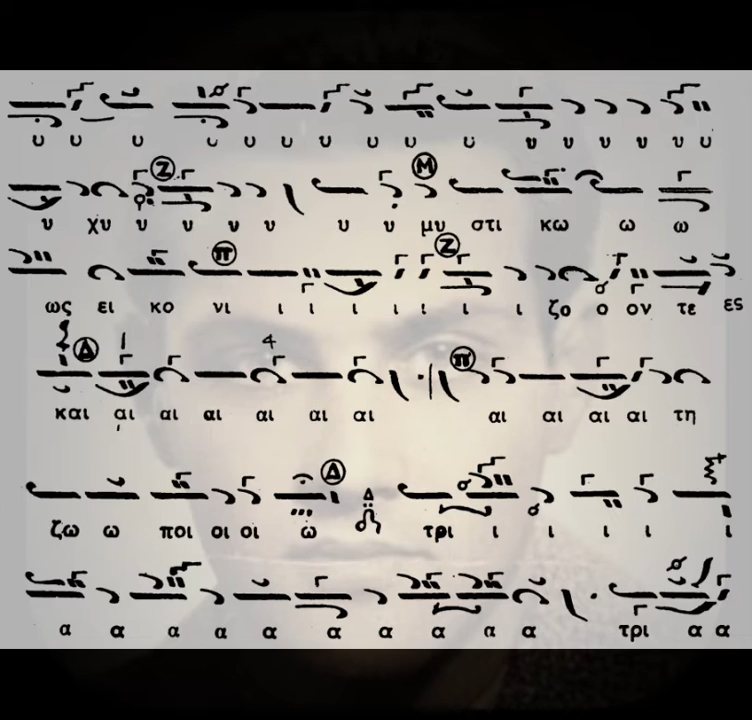 υ υ υ υ υ υ υ υ υ υ υ υ υ υ υ υ
Z M
υ χυ υ υ υ υ υ υ μυ στι κω ω ω
π Z
ως ει κο νι ι ι ι ι ι ι ι ζο ο ον τε ες
Δ 4 π
και αι αι αι αι αι αι αι αι αι αι τη
Δ
ζω ω ποι οι οι ω τρι ι ι ι ι ι
α α α α α α α α α α τρι α α